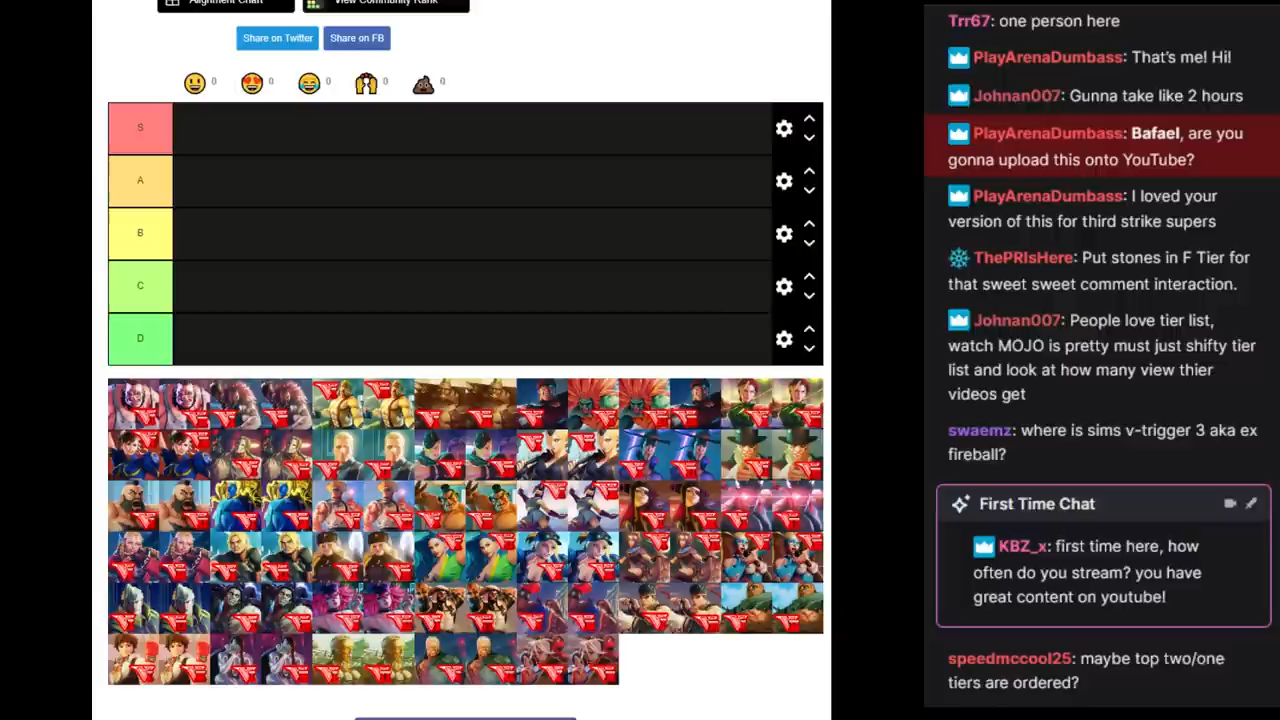 Alignment Chart
View Community Rank
Share on Twitter
Share on FB
0
0
0
0
0
S
A
B
C
D
Trr67: one person here
PlayArenaDumbass: That's me! Hi!
Johnan007: Gunna take like 2 hours
PlayArenaDumbass: Bafael, are you
gonna upload this onto YouTube?
PlayArenaDumbass: I loved your
version of this for third strike supers
ThePRIsHere: Put stones in F Tier for
that sweet sweet comment interaction.
Johnan007: People love tier list,
watch MOJO is pretty must just shifty tier
list and look at how many view thier
videos get
swaemz: where is sims v-trigger 3 aka ex
fireball?
First Time Chat
KBZ_x: first time here, how
often do you stream? you have
great content on youtube!
speedmccool25: maybe top two/one
tiers are ordered?